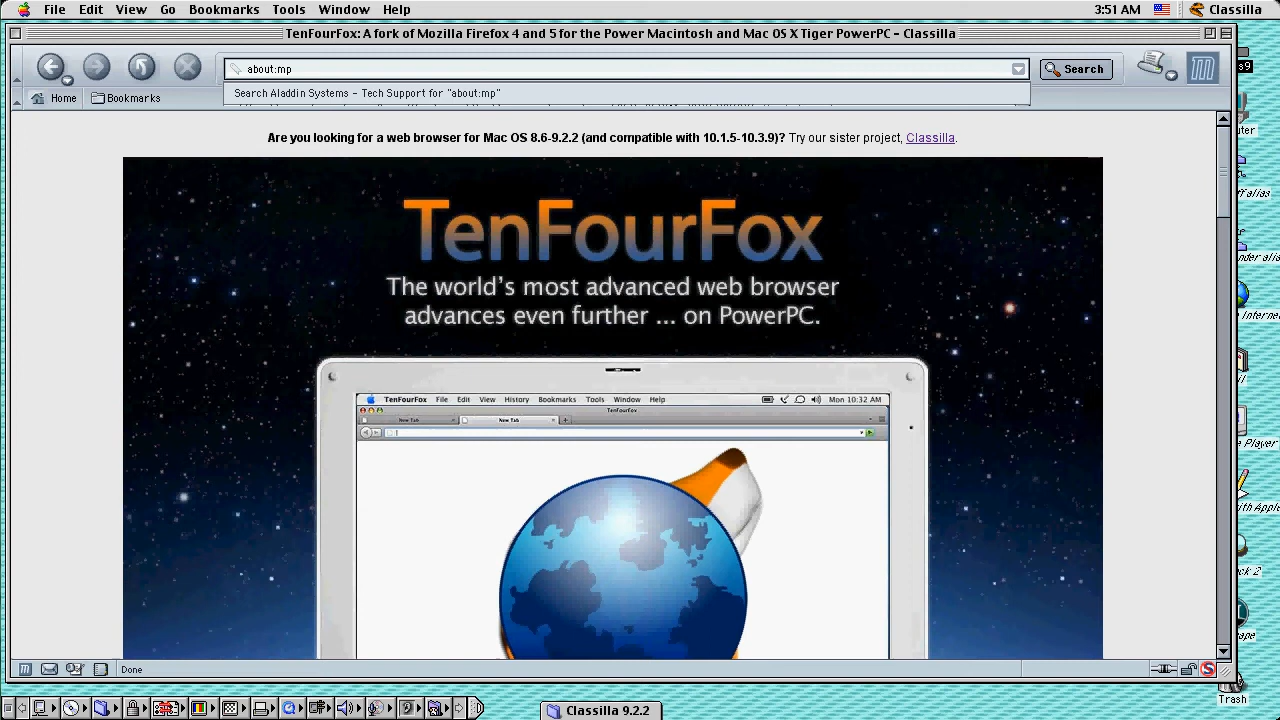 File Edit View Go Bookmarks Tools Window Help 3:51 AM Classilla
TenFourFox: A fork of Mozilla Firefox 4 and 5 for the Power Macintosh and Mac OS X Tiger PowerPC - Classilla
about:mp Search
Search Aladdin Systems - Tech Support for "about:mp"
Home Bookmarks
Are you looking for a web browser for Mac OS 8.6-9.2.2 (and compatible with 10.1.5-10.3.9)? Try our sister project, Classilla.
TenFourFox
The world's most advanced web browser
advances even further ... on PowerPC.
TenFourFox File Edit View History Bookmarks Tools Window Help Mon 10:32 AM
TenFourFox
New Tab New Tab
Done
Trash
Classilla 9.2.2